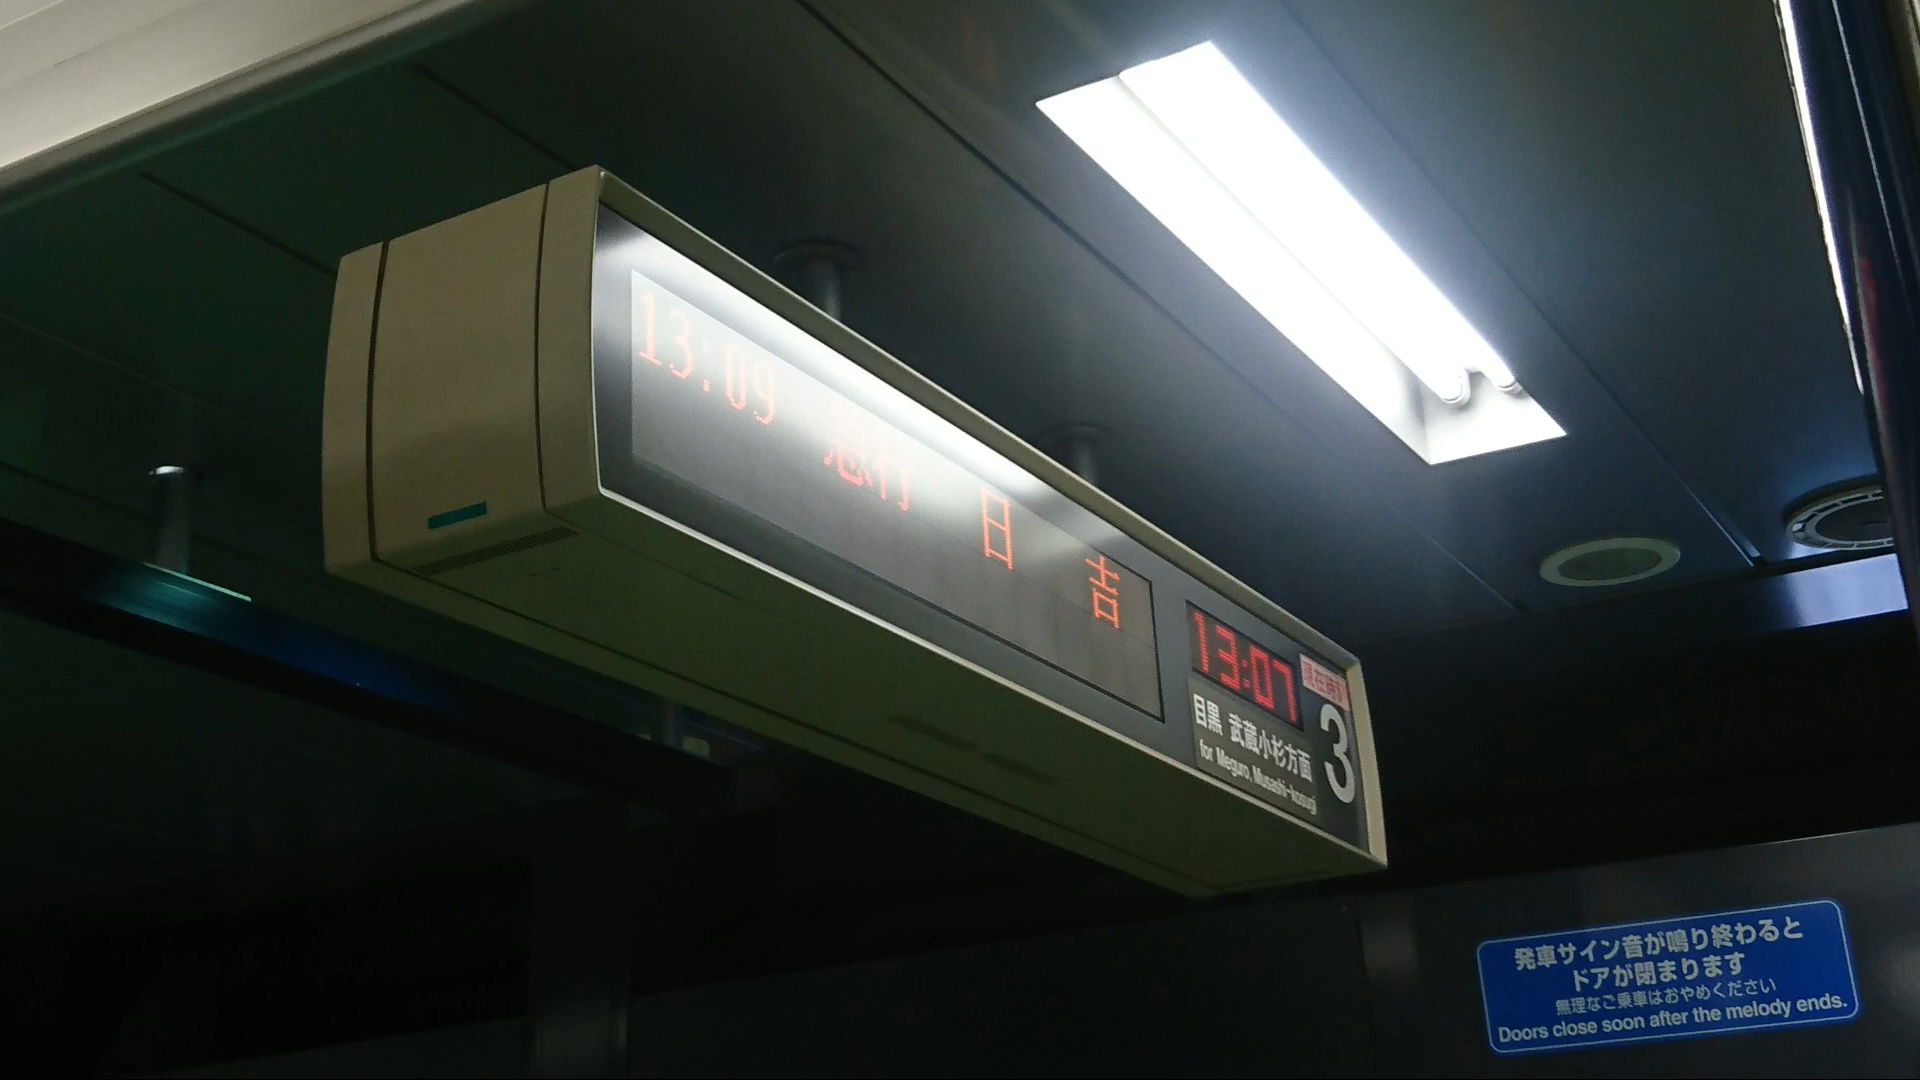 13:09 急行 日吉
13:07 現在時刻
3
目黒 武蔵小杉方面
for Meguro, Musashi-kosugi
発車サイン音が鳴り終わると
ドアが閉まります
無理なご乗車はおやめください
Doors close soon after the melody ends.